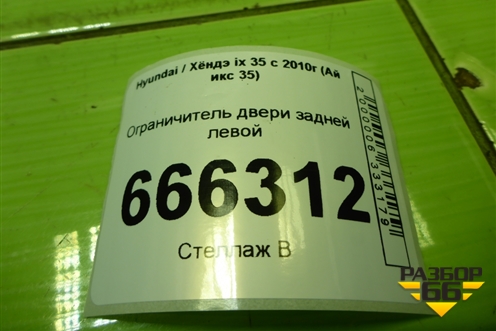 Hyundai / Хёндэ ix 35 с 2010г (Ай
икс 35)
Ограничитель двери задней
левой
666312
Стеллаж В
2000006333179
РАЗБОР
66